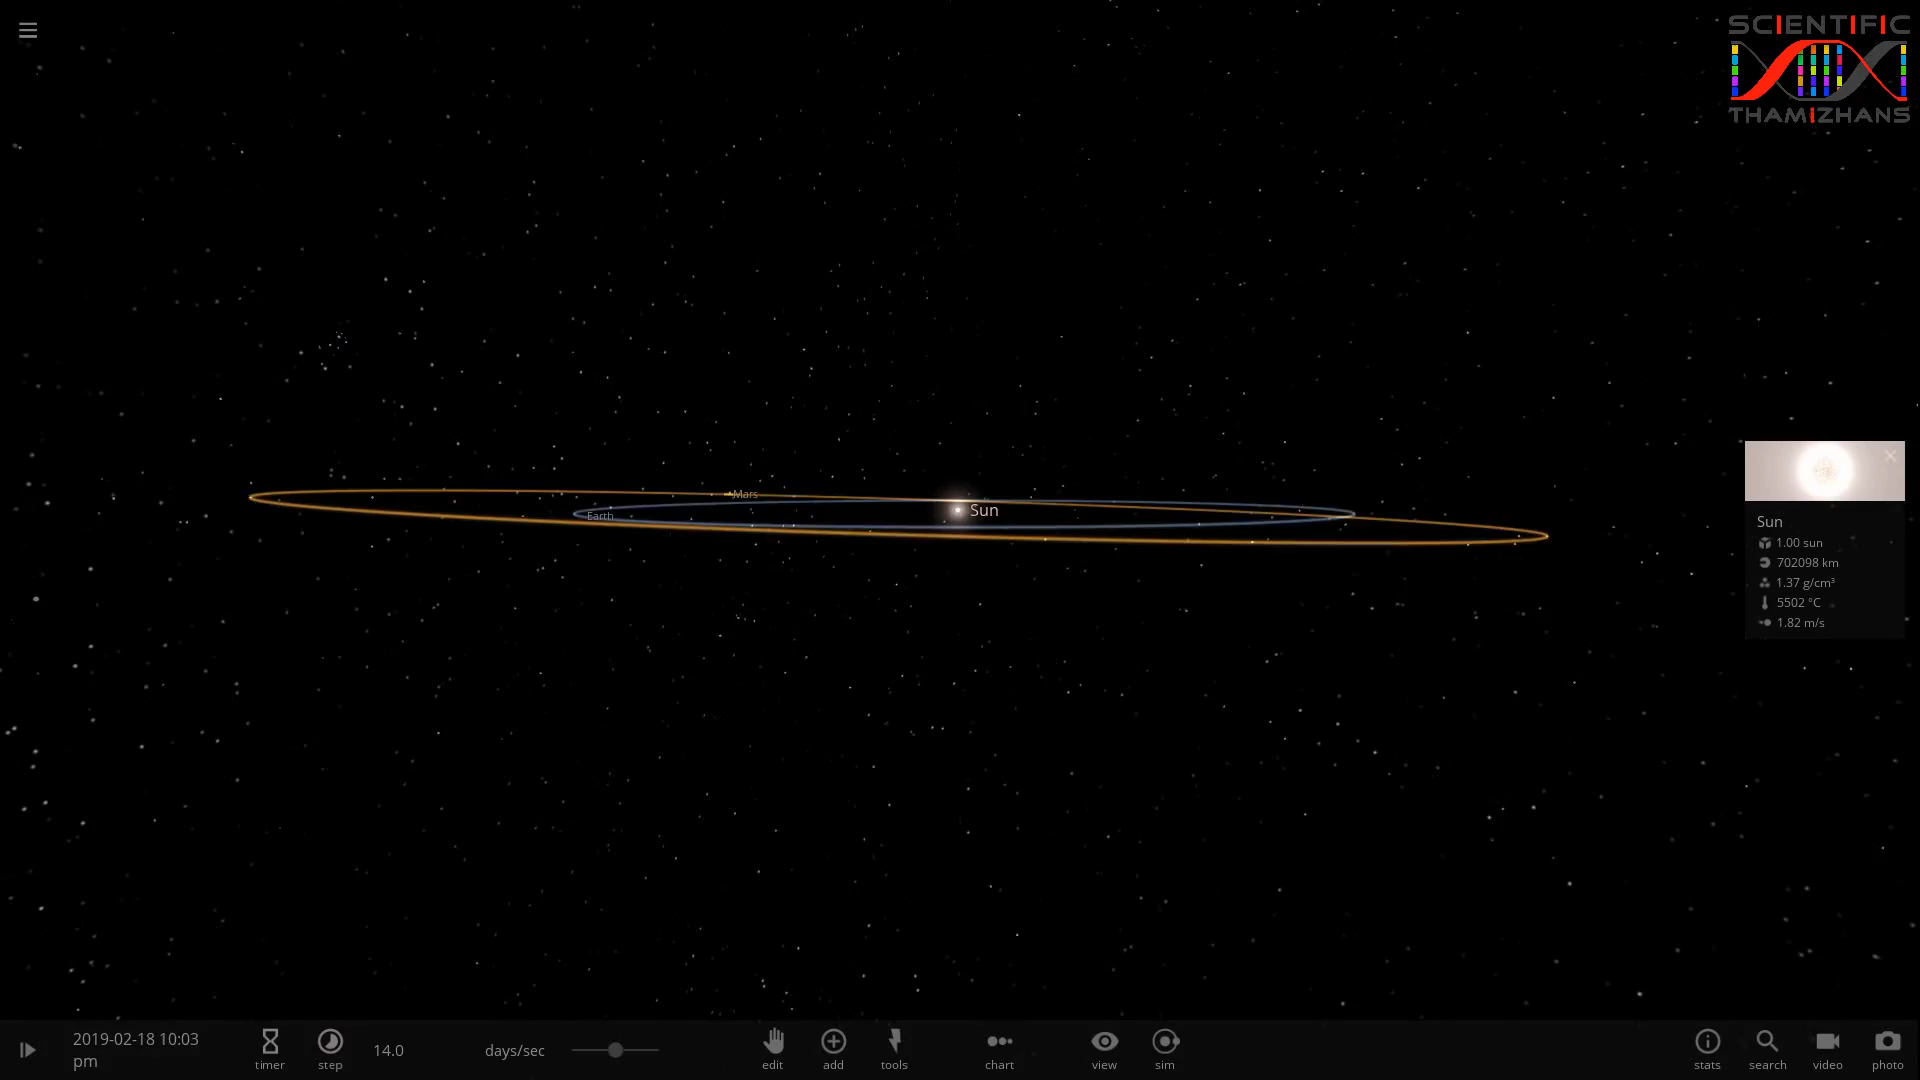 SCIENTIFIC
THAMIZHANS
Mars
Earth
Sun
Sun
1.00 sun
702098 km
1.37 g/cm³
5502 °C
1.82 m/s
2019-02-18 10:03
pm
timer
step
14.0
days/sec
edit
add
tools
chart
view
sim
stats
search
video
photo